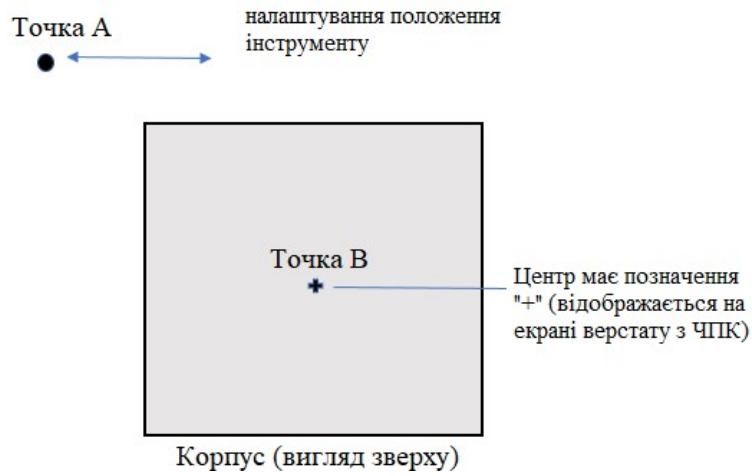 Точка А
налаштування положення
інструменту
Точка В
Центр має позначення
"+" (відображається на
екрані верстату з ЧПК)
Корпус (вигляд зверху)